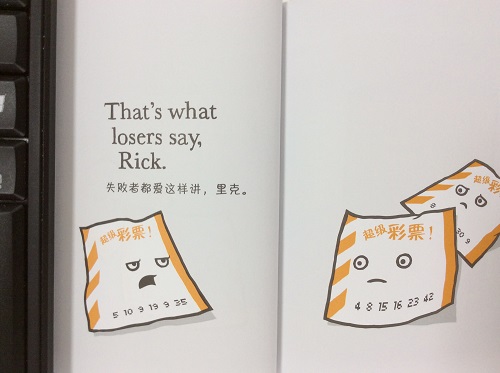 That's what
losers say,
Rick.
失败者都爱这样讲，里克。
超级彩票！
5 10 9 19 9 35
超级彩票！
4 8 15 16 23 42
超级彩
30 9